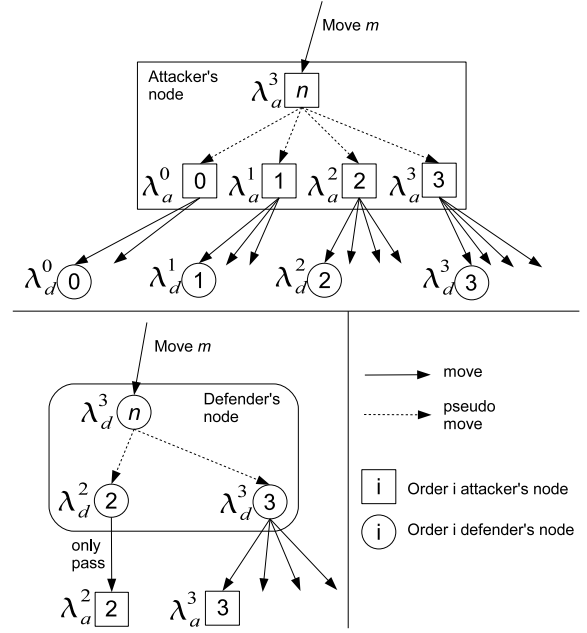 Move m
Attacker's
node
λ_a^3 n
λ_a^0 0 λ_a^1 1 λ_a^2 2 λ_a^3 3
λ_d^0 0 λ_d^1 1 λ_d^2 2 λ_d^3 3
Move m
Defender's
node
λ_d^3 n
λ_d^2 2 λ_d^3 3
only
pass
λ_a^2 2 λ_a^3 3
move
pseudo
move
i Order i attacker's node
i Order i defender's node